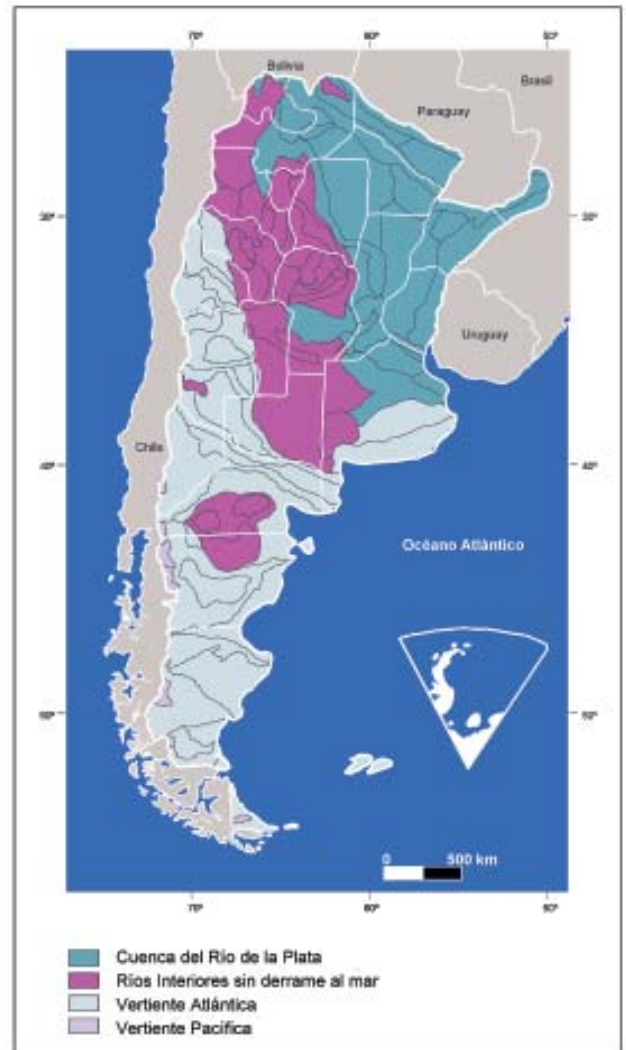 70° 60° 50°
Bolivia
Brasil
Paraguay
30° 30°
Uruguay
Chile
40° 40°
Océano Atlántico
50° 50°
0 500 km
70° 60° 50°
Cuenca del Río de la Plata
Ríos Interiores sin derrame al mar
Vertiente Atlántica
Vertiente Pacífica